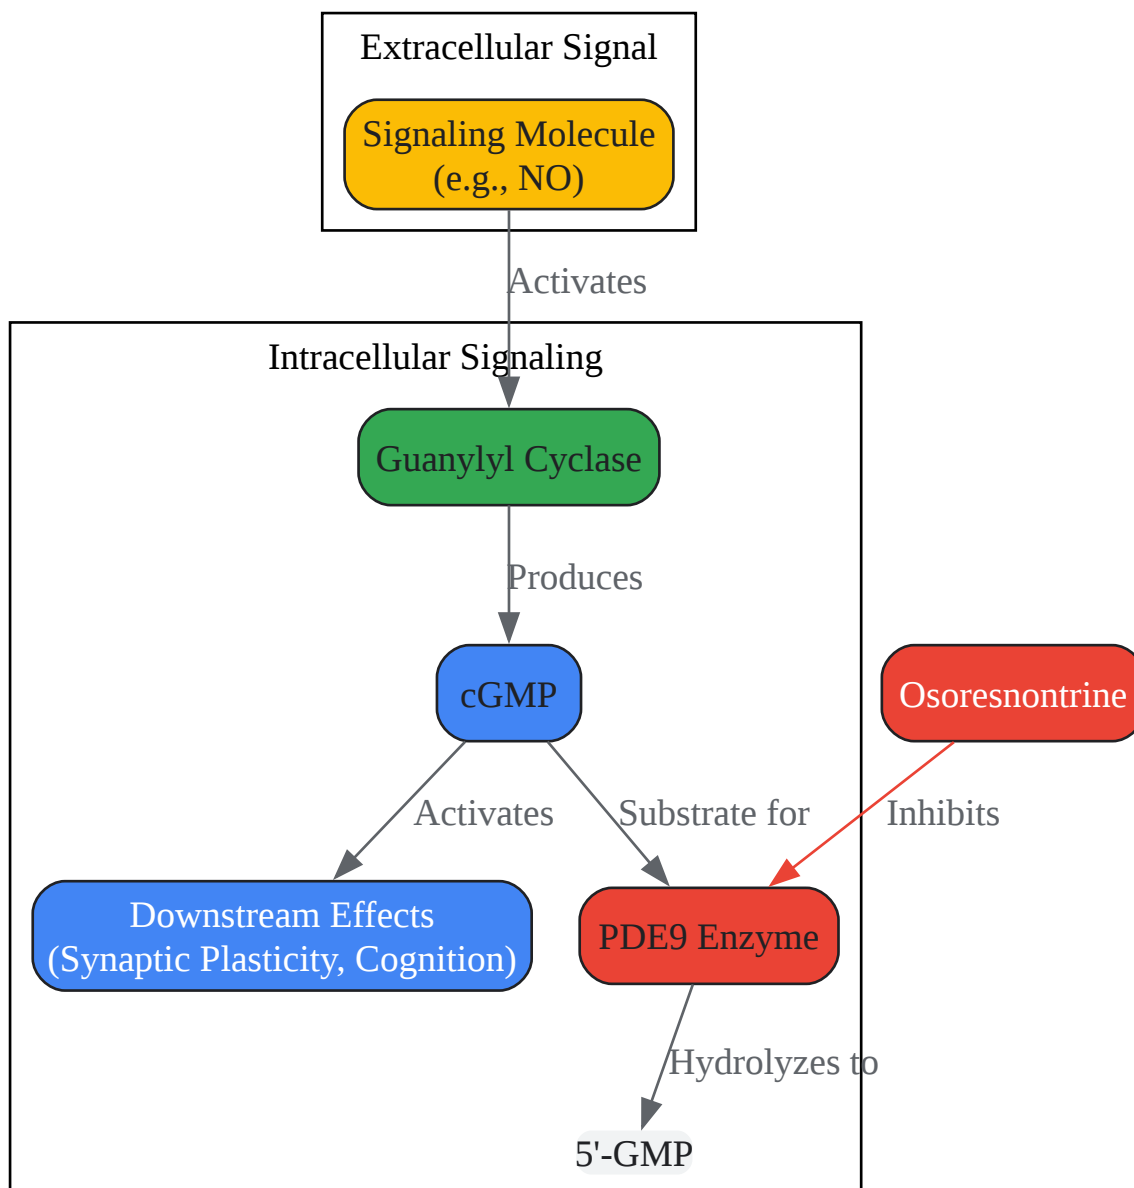 Extracellular Signal
Signaling Molecule
(e.g., NO)
Activates
Intracellular Signaling
Guanylyl Cyclase
Produces
cGMP
Osoresnontrine
Activates
Substrate for
Inhibits
Downstream Effects
(Synaptic Plasticity, Cognition)
PDE9 Enzyme
Hydrolyzes to
5'-GMP